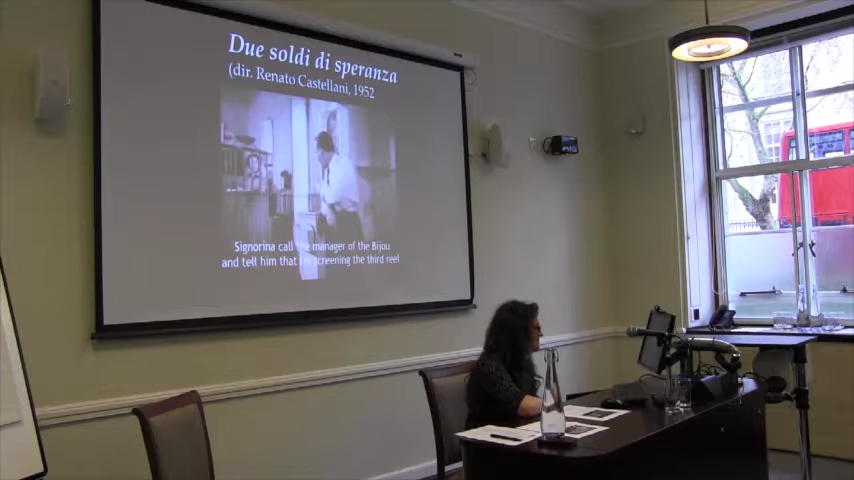 Due soldi di speranza
(dir. Renato Castellani, 1952
Signorina call the manager of the Bijou
and tell him that I'm screening the third reel